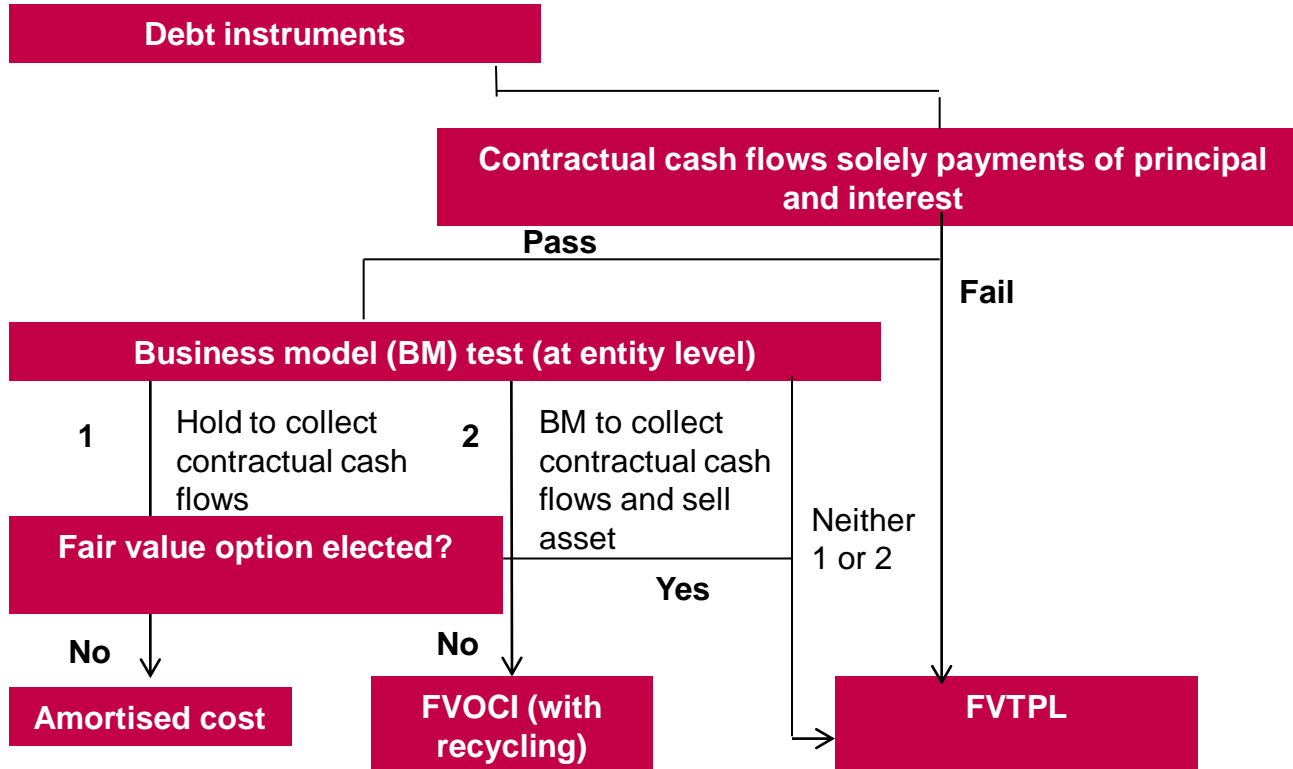 Debt instruments
Contractual cash flows solely payments of principal
and interest
Pass
Fail
Business model (BM) test (at entity level)
1
Hold to collect
contractual cash
flows
2
BM to collect
contractual cash
flows and sell
asset
Neither
1 or 2
Fair value option elected?
Yes
No
No
Amortised cost
FVOCI (with
recycling)
FVTPL